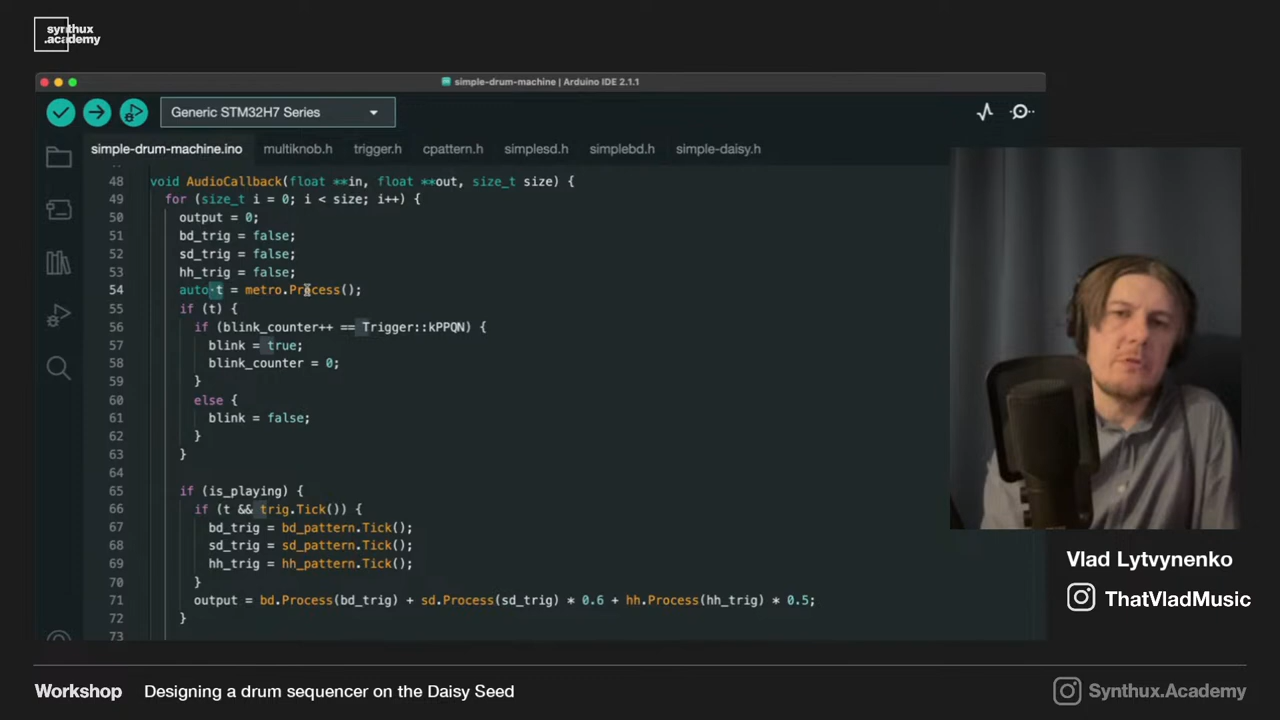 synthux
.academy
simple-drum-machine | Arduino IDE 2.1.1
Generic STM32H7 Series
simple-drum-machine.ino multiknob.h trigger.h cpattern.h simplesd.h simplebd.h simple-daisy.h
48 void AudioCallback(float **in, float **out, size_t size) {
49 for (size_t i = 0; i < size; i++) {
50 output = 0;
51 bd_trig = false;
52 sd_trig = false;
53 hh_trig = false;
54 auto t = metro.Process();
55 if (t) {
56 if (blink_counter++ == Trigger::kPPQN) {
57 blink = true;
58 blink_counter = 0;
59 }
60 else {
61 blink = false;
62 }
63 }
64
65 if (is_playing) {
66 if (t && trig.Tick()) {
67 bd_trig = bd_pattern.Tick();
68 sd_trig = sd_pattern.Tick();
69 hh_trig = hh_pattern.Tick();
70 }
71 output = bd.Process(bd_trig) + sd.Process(sd_trig) * 0.6 + hh.Process(hh_trig) * 0.5;
72 }
73
Vlad Lytvynenko
ThatVladMusic
Workshop Designing a drum sequencer on the Daisy Seed
Synthux.Academy